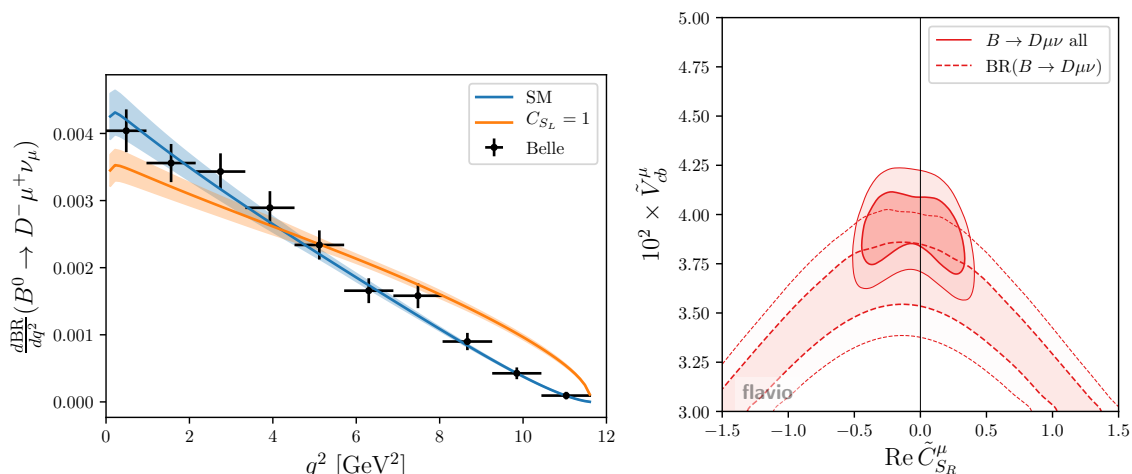 dBR/dq² (B⁰ → D⁻ μ⁺ ν_μ)
0.004
0.003
0.002
0.001
0.000
SM
C_{S_L} = 1
Belle
0 2 4 6 8 10 12
q² [GeV²]
10² × Ṽ_{cb}^μ
5.00
4.75
4.50
4.25
4.00
3.75
3.50
3.25
3.00
B → Dμν all
BR(B → Dμν)
flavio
−1.5 −1.0 −0.5 0.0 0.5 1.0 1.5
Re C̃_{S_R}^μ